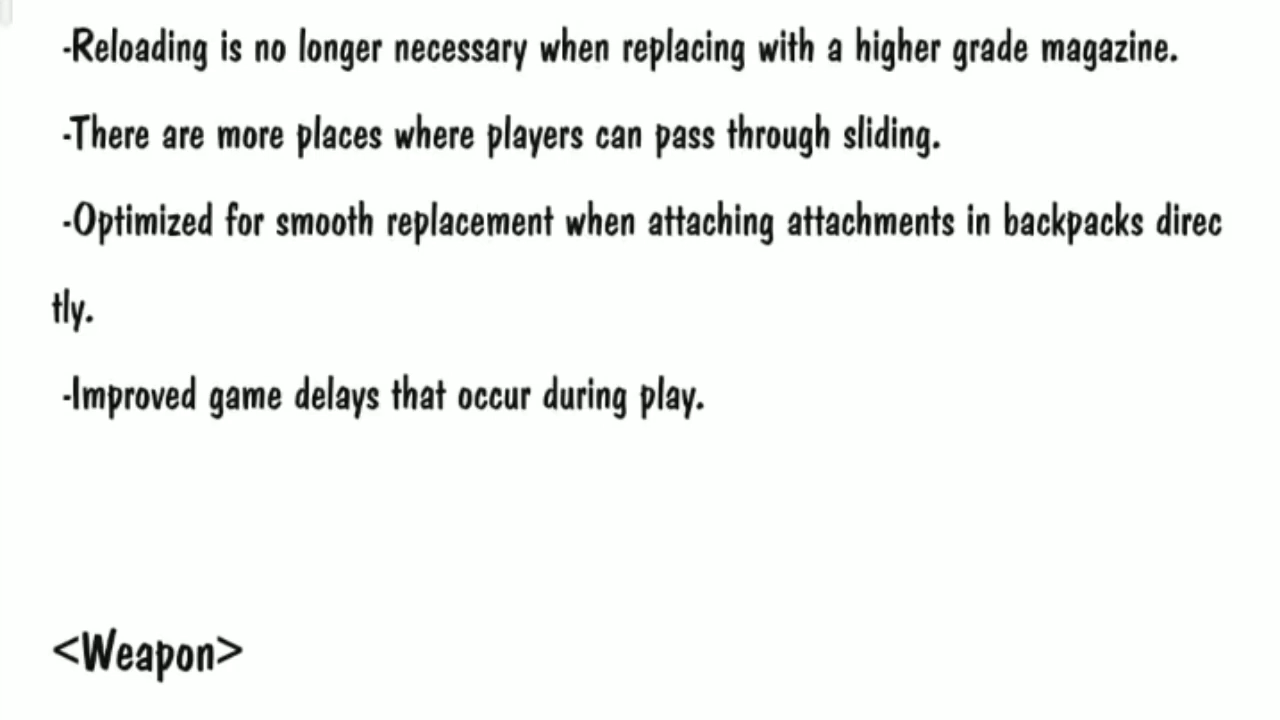 -Reloading is no longer necessary when replacing with a higher grade magazine.
-There are more places where players can pass through sliding.
-Optimized for smooth replacement when attaching attachments in backpacks direc
tly.
-Improved game delays that occur during play.
<Weapon>